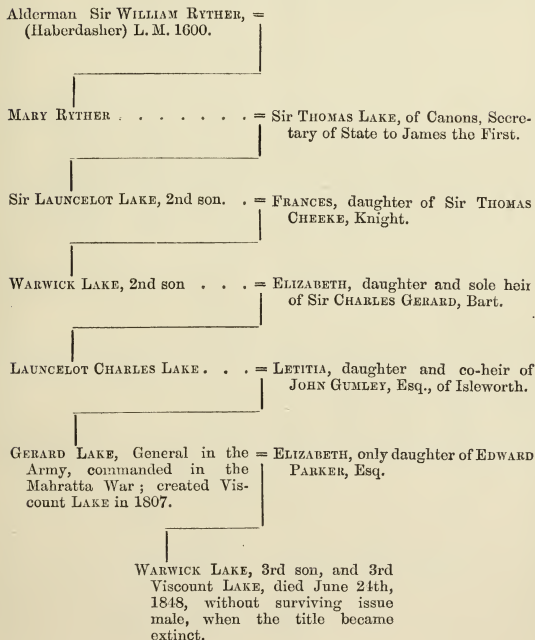 Alderman Sir WILLIAM RYTHER, =
(Haberdasher) L. M. 1600.
MARY RYTHER . . . . . . . = Sir THOMAS LAKE, of Canons, Secre-
tary of State to James the First.
Sir LAUNCELOT LAKE, 2nd son. . = FRANCES, daughter of Sir THOMAS
CHEEKE, Knight.
WARWICK LAKE, 2nd son . . . = ELIZABETH, daughter and sole heir
of Sir CHARLES GERARD, Bart.
LAUNCELOT CHARLES LAKE . . . = LETITIA, daughter and co-heir of
JOHN GUMLEY, Esq., of Isleworth.
GERARD LAKE, General in the = ELIZABETH, only daughter of EDWARD
Army, commanded in the PARKER, Esq.
Mahratta War ; created Vis-
count LAKE in 1807.
WARWICK LAKE, 3rd son, and 3rd
Viscount LAKE, died June 24th,
1848, without surviving issue
male, when the title became
extinct.